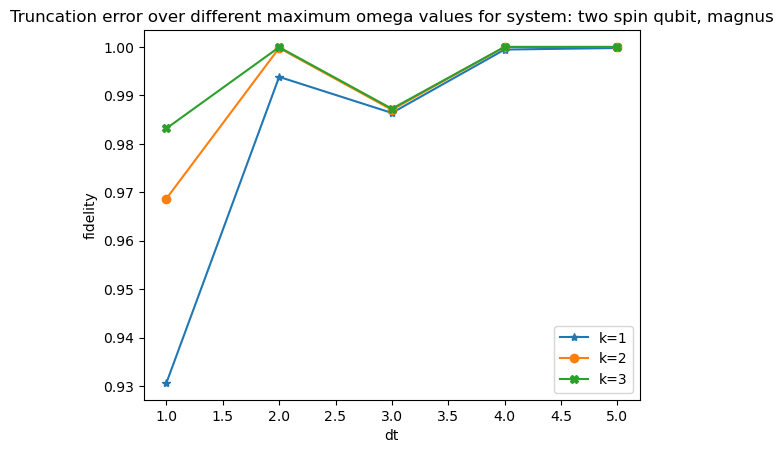 Truncation error over different maximum omega values for system: two spin qubit, magnus
1.00
0.99
0.98
0.97
0.96
0.95
0.94
0.93
fidelity
k=1
k=2
k=3
1.0 1.5 2.0 2.5 3.0 3.5 4.0 4.5 5.0
dt